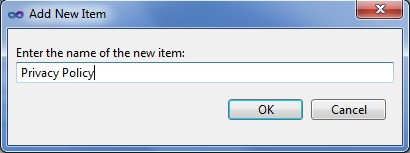 Add New Item
Enter the name of the new item:
Privacy Policy
OK
Cancel